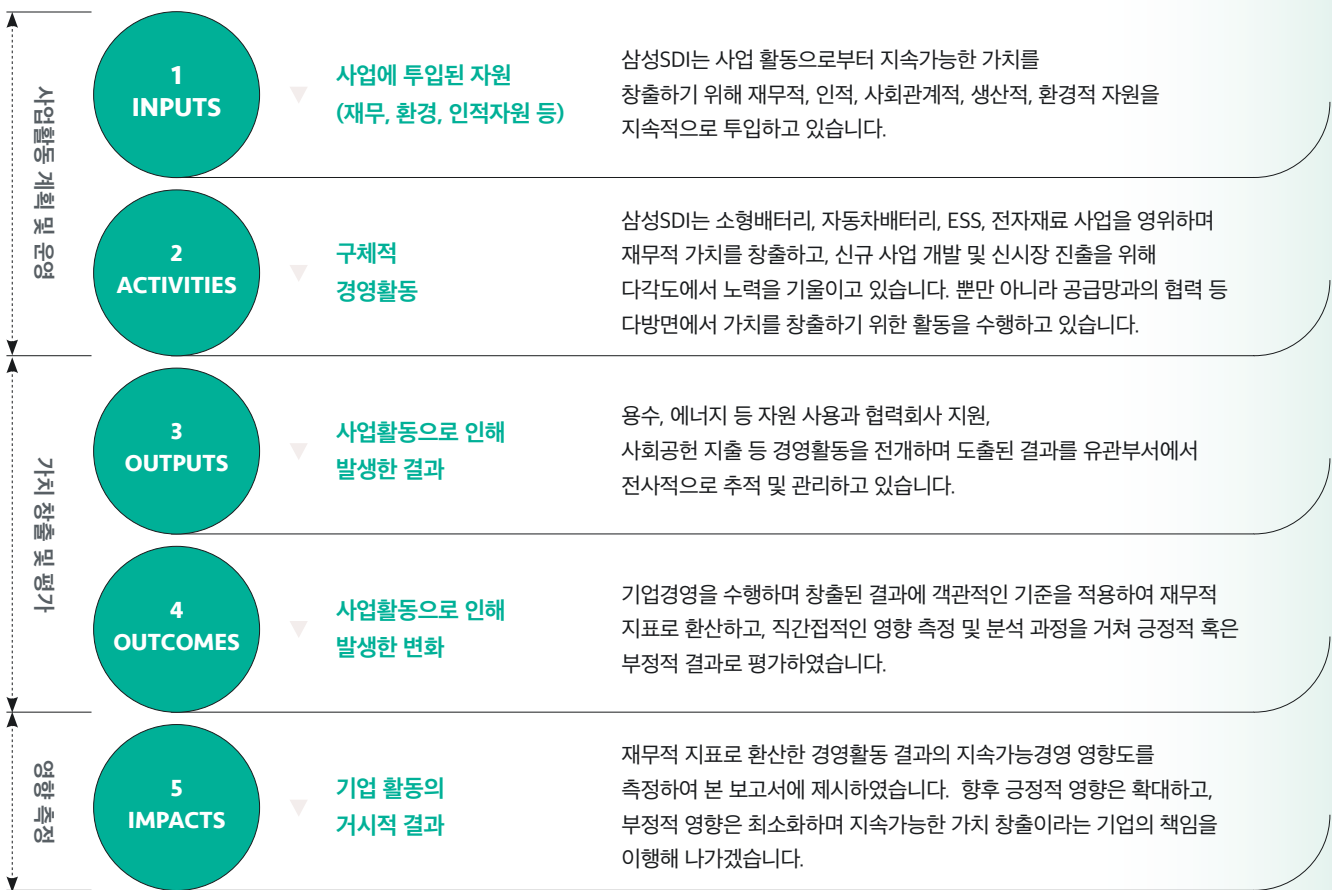 사업활동 계획 및 운영
1
INPUTS
사업에 투입된 자원
(재무, 환경, 인적자원 등)
삼성SDI는 사업 활동으로부터 지속가능한 가치를
창출하기 위해 재무적, 인적, 사회관계적, 생산적, 환경적 자원을
지속적으로 투입하고 있습니다.
2
ACTIVITIES
구체적
경영활동
삼성SDI는 소형배터리, 자동차배터리, ESS, 전자재료 사업을 영위하며
재무적 가치를 창출하고, 신규 사업 개발 및 신시장 진출을 위해
다각도에서 노력을 기울이고 있습니다. 뿐만 아니라 공급망과의 협력 등
다방면에서 가치를 창출하기 위한 활동을 수행하고 있습니다.
가치 창출 및 평가
3
OUTPUTS
사업활동으로 인해
발생한 결과
용수, 에너지 등 자원 사용과 협력회사 지원,
사회공헌 지출 등 경영활동을 전개하며 도출된 결과를 유관부서에서
전사적으로 추적 및 관리하고 있습니다.
4
OUTCOMES
사업활동으로 인해
발생한 변화
기업경영을 수행하며 창출된 결과에 객관적인 기준을 적용하여 재무적
지표로 환산하고, 직간접적인 영향 측정 및 분석 과정을 거쳐 긍정적 혹은
부정적 결과로 평가하였습니다.
영향 측정
5
IMPACTS
기업 활동의
거시적 결과
재무적 지표로 환산한 경영활동 결과의 지속가능경영 영향도를
측정하여 본 보고서에 제시하였습니다. 향후 긍정적 영향은 확대하고,
부정적 영향은 최소화하며 지속가능한 가치 창출이라는 기업의 책임을
이행해 나가겠습니다.